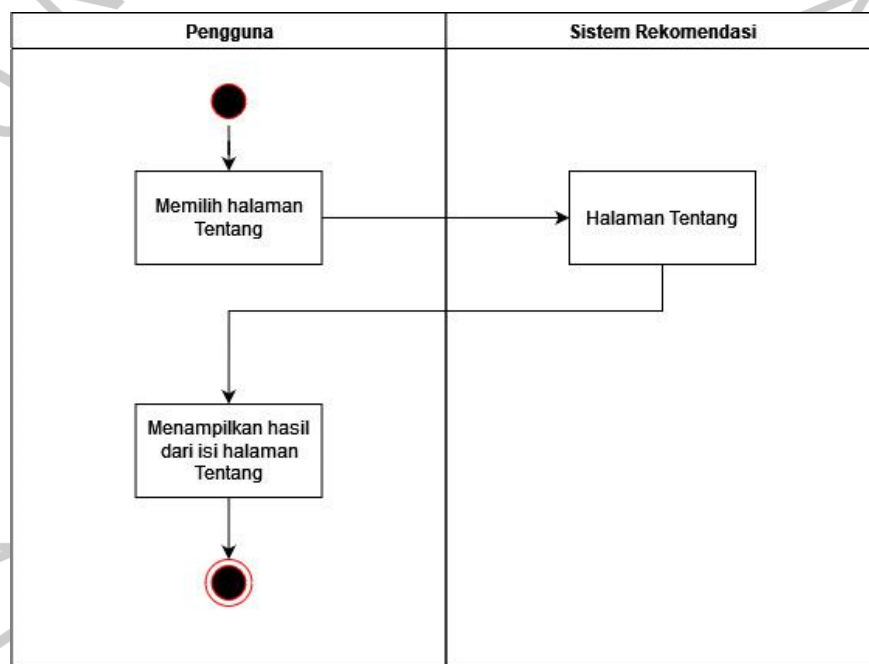 Pengguna
Sistem Rekomendasi
Memilih halaman
Tentang
Halaman Tentang
Menampilkan hasil
dari isi halaman
Tentang